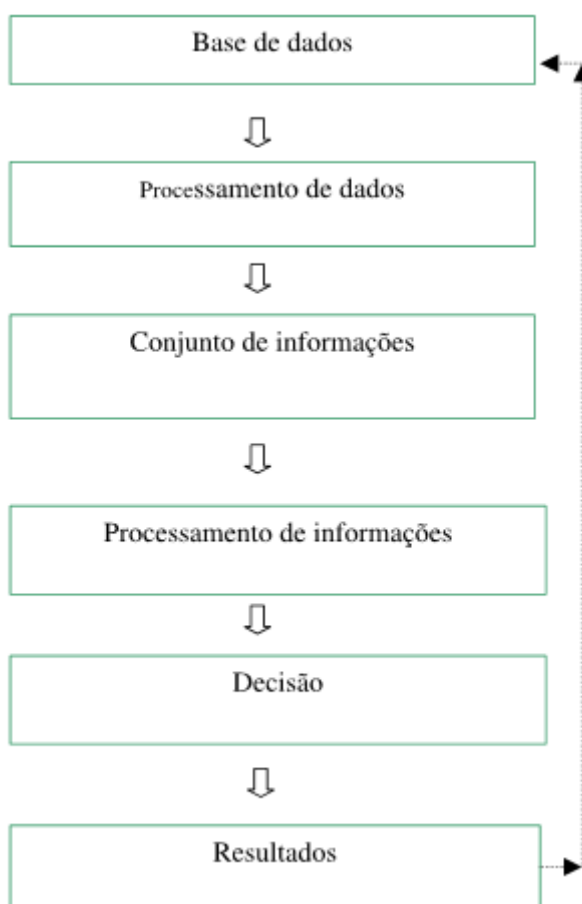 Base de dados
Processamento de dados
Conjunto de informações
Processamento de informações
Decisão
Resultados